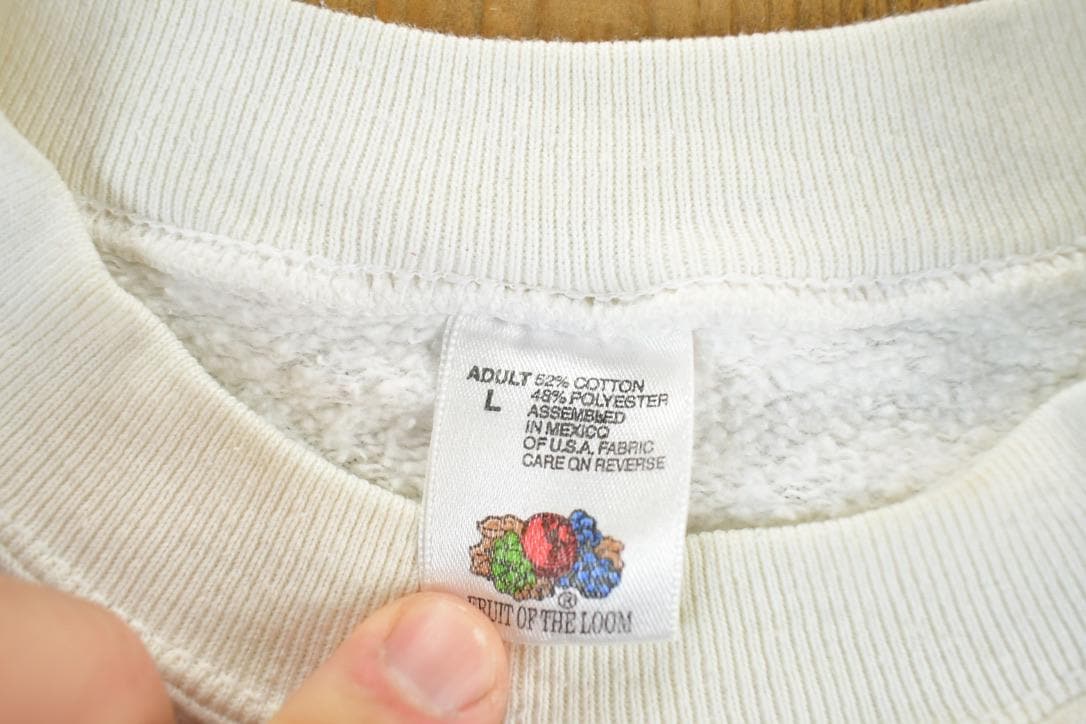 ADULT 52% COTTON
L 48% POLYESTER
ASSEMBLED
IN MEXICO
OF U.S.A. FABRIC
CARE ON REVERSE
®
FRUIT OF THE LOOM